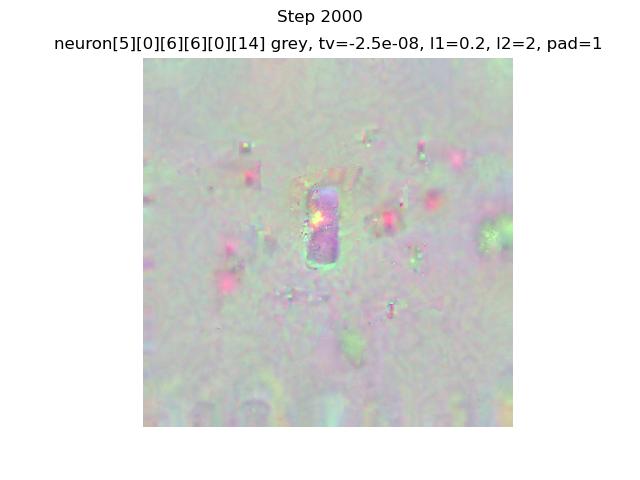 Step 2000
neuron[5][0][6][6][0][14] grey, tv=-2.5e-08, l1=0.2, l2=2, pad=1